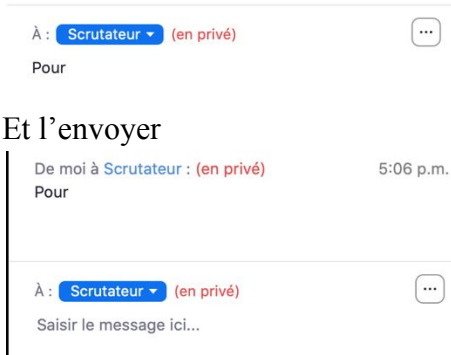 À : Scrutateur (en privé)
Pour
Et l’envoyer
De moi à Scrutateur : (en privé) 5:06 p.m.
Pour
À : Scrutateur (en privé)
Saisir le message ici...